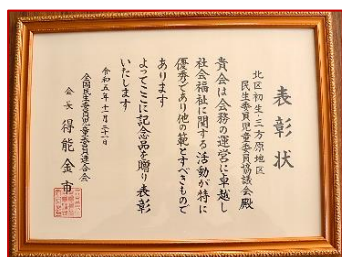 表彰状
北区初生・三方原地区
民生委員児童委員協議会殿
貴会は会務の運営に卓越し
社会福祉に関する活動が特に
優秀であり他の範とすべきもので
あります
よってここに記念品を贈り表彰
いたします
令和五年十一月二十一日
全国民生委員児童委員連合会
会長 得能金市